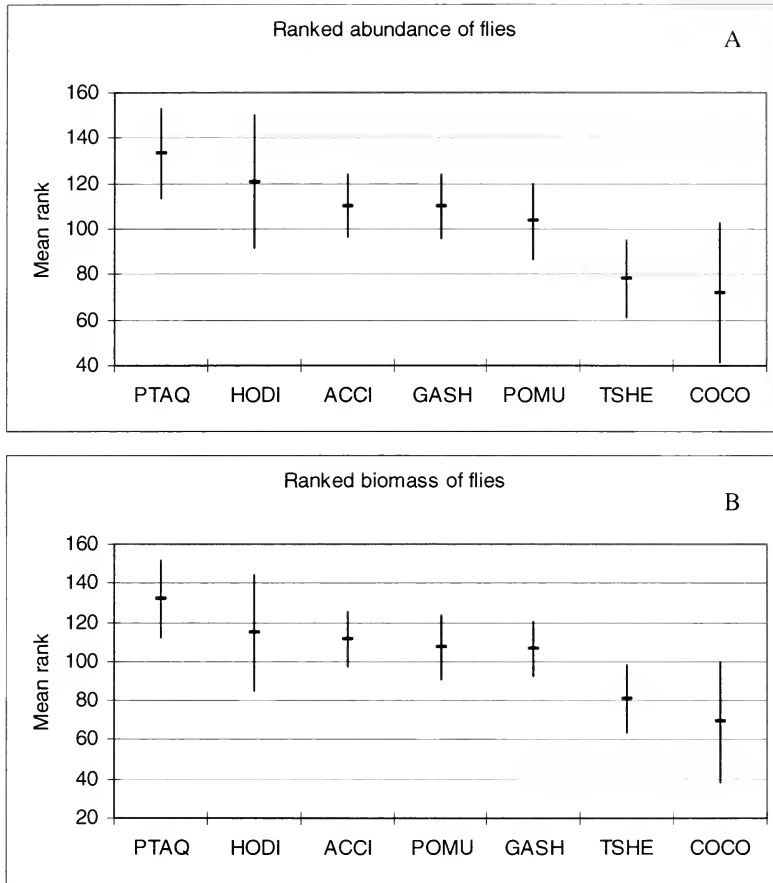 Ranked abundance of flies
A
Mean rank
160
140
120
100
80
60
40
PTAQ HODI ACCI GASH POMU TSHE COCO
Ranked biomass of flies
B
Mean rank
160
140
120
100
80
60
40
20
PTAQ HODI ACCI POMU GASH TSHE COCO